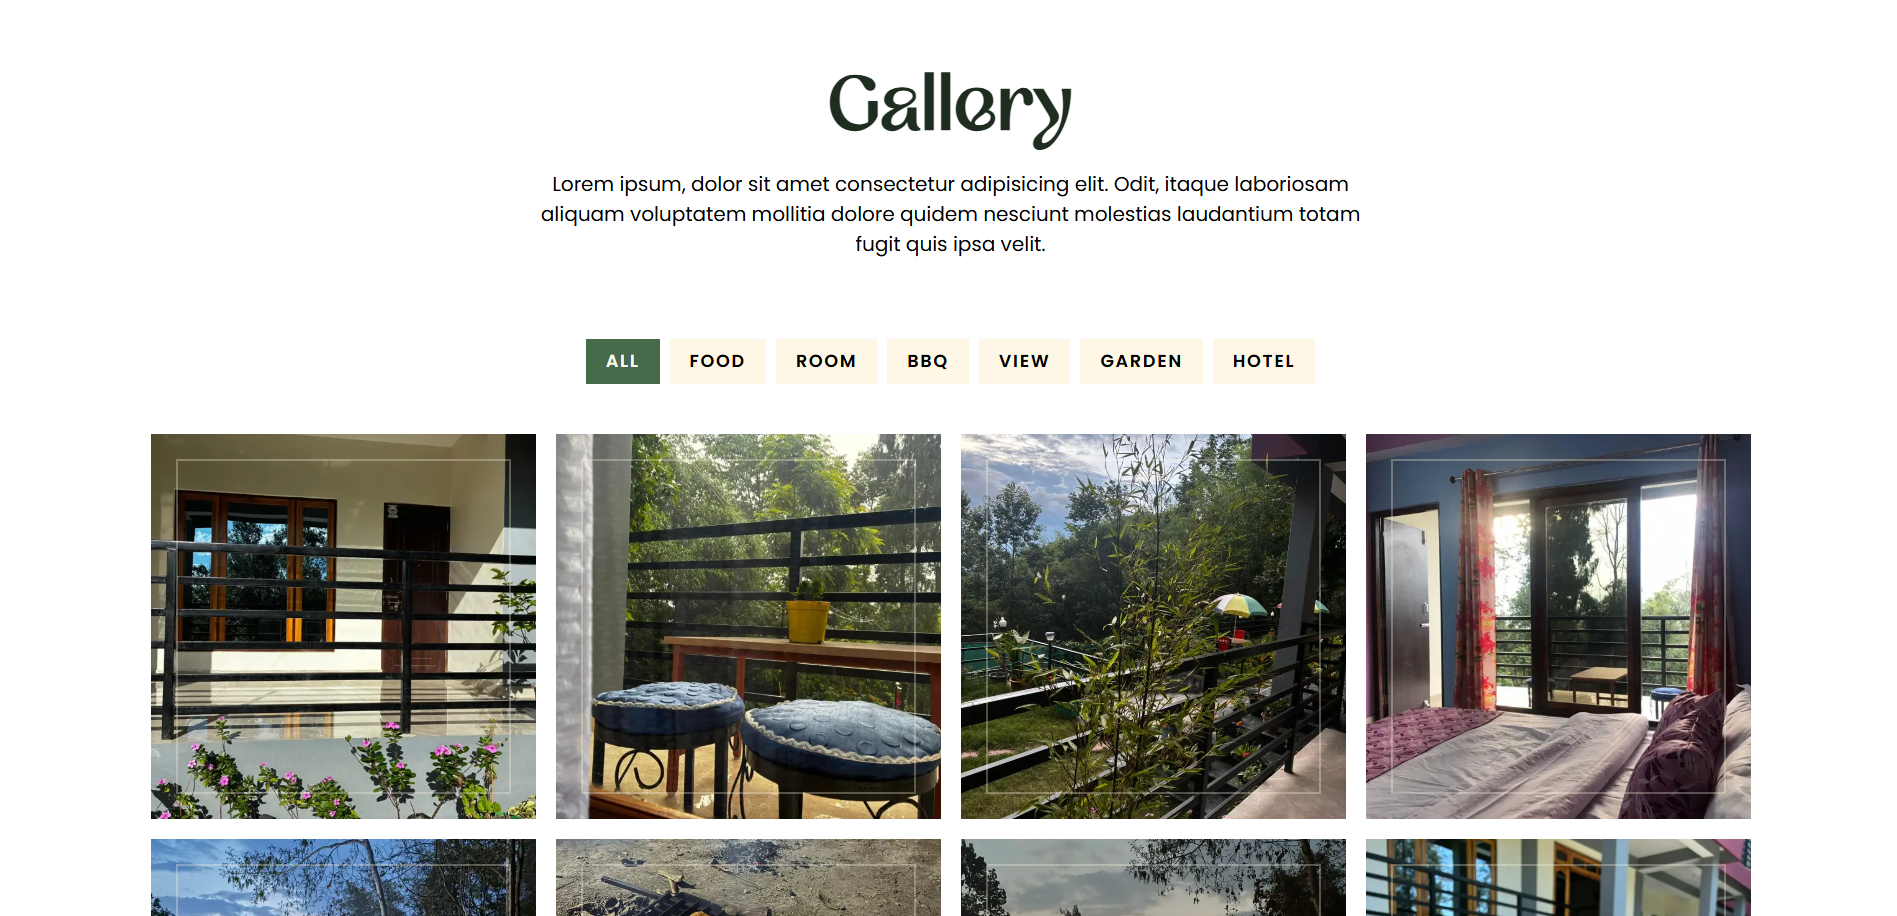 Gallery
Lorem ipsum, dolor sit amet consectetur adipisicing elit. Odit, itaque laboriosam
aliquam voluptatem mollitia dolore quidem nesciunt molestias laudantium totam
fugit quis ipsa velit.
ALL FOOD ROOM BBQ VIEW GARDEN HOTEL